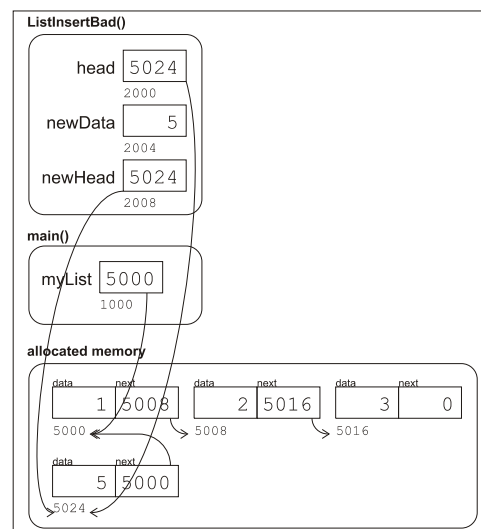 ListInsertBad()
head 5024
2000
newData 5
2004
newHead 5024
2008
main()
myList 5000
1000
allocated memory
data next data next data next
1 5008 2 5016 3 0
5000 5008 5016
data next
5 5000
5024